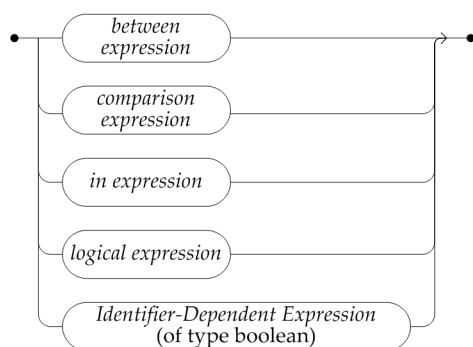 between
expression
comparison
expression
in expression
logical expression
Identifier-Dependent Expression
(of type boolean)